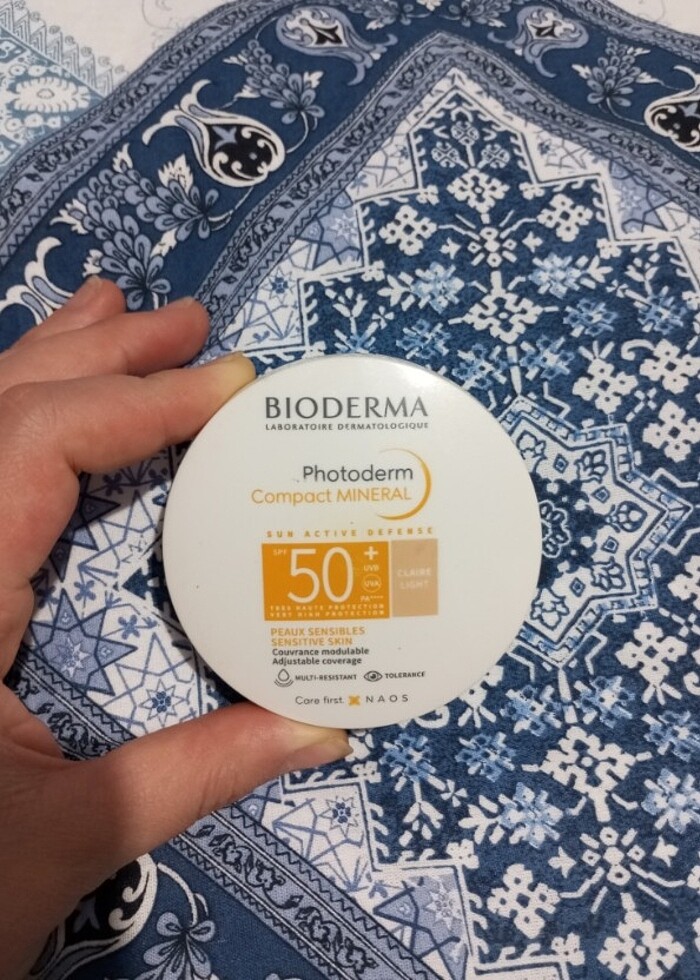 BIODERMA
LABORATOIRE DERMATOLOGIQUE
Photoderm
Compact MINERAL
SUN ACTIVE DEFENSE
SPF 50+
UVB
UVA
PA++++
CLAIRE
LIGHT
TRÈS HAUTE PROTECTION
VERY HIGH PROTECTION
PEAUX SENSIBLES
SENSITIVE SKIN
Couvrance modulable
Adjustable coverage
MULTI-RESISTANT TOLERANCE
Care first. NAOS